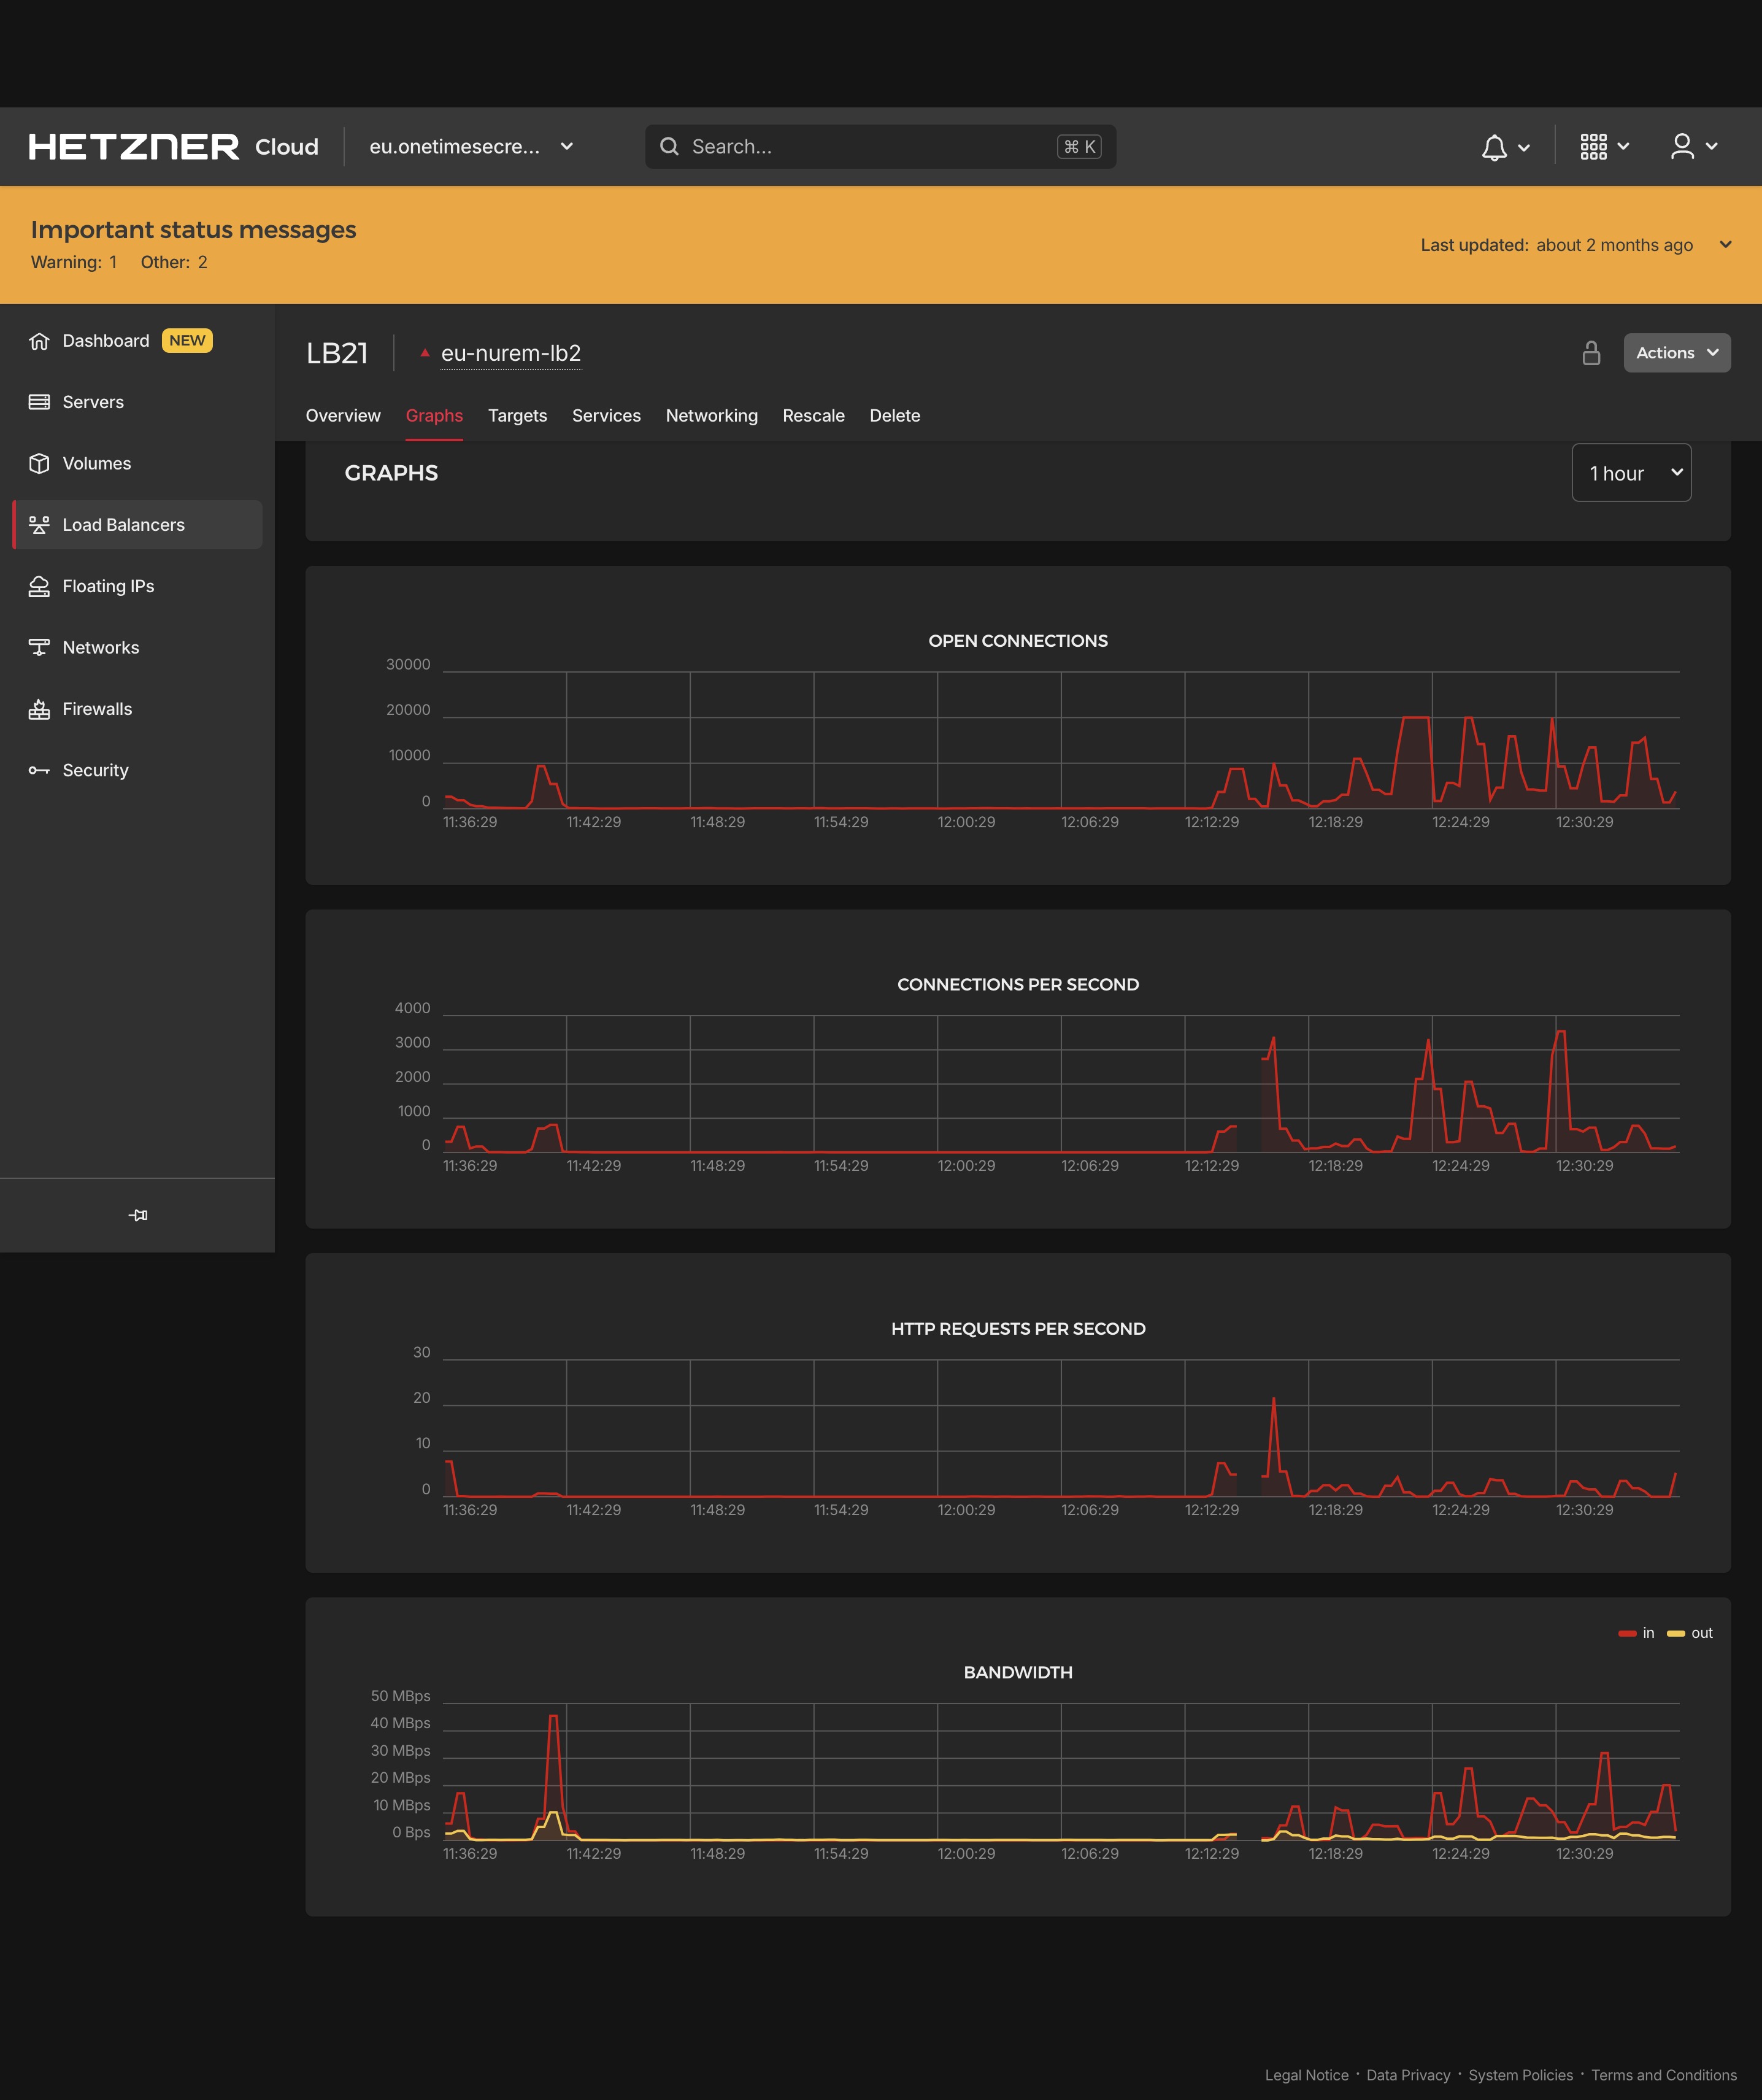 HETZNER Cloud eu.onetimesecre... Search... ⌘ K
Important status messages
Warning: 1 Other: 2
Last updated: about 2 months ago
Dashboard NEW
Servers
Volumes
Load Balancers
Floating IPs
Networks
Firewalls
Security
LB21 eu-nurem-lb2 Actions
Overview Graphs Targets Services Networking Rescale Delete
GRAPHS 1 hour
OPEN CONNECTIONS
30000
20000
10000
0
11:36:29 11:42:29 11:48:29 11:54:29 12:00:29 12:06:29 12:12:29 12:18:29 12:24:29 12:30:29
CONNECTIONS PER SECOND
4000
3000
2000
1000
0
11:36:29 11:42:29 11:48:29 11:54:29 12:00:29 12:06:29 12:12:29 12:18:29 12:24:29 12:30:29
HTTP REQUESTS PER SECOND
30
20
10
0
11:36:29 11:42:29 11:48:29 11:54:29 12:00:29 12:06:29 12:12:29 12:18:29 12:24:29 12:30:29
in out
BANDWIDTH
50 MBps
40 MBps
30 MBps
20 MBps
10 MBps
0 Bps
11:36:29 11:42:29 11:48:29 11:54:29 12:00:29 12:06:29 12:12:29 12:18:29 12:24:29 12:30:29
Legal Notice · Data Privacy · System Policies · Terms and Conditions